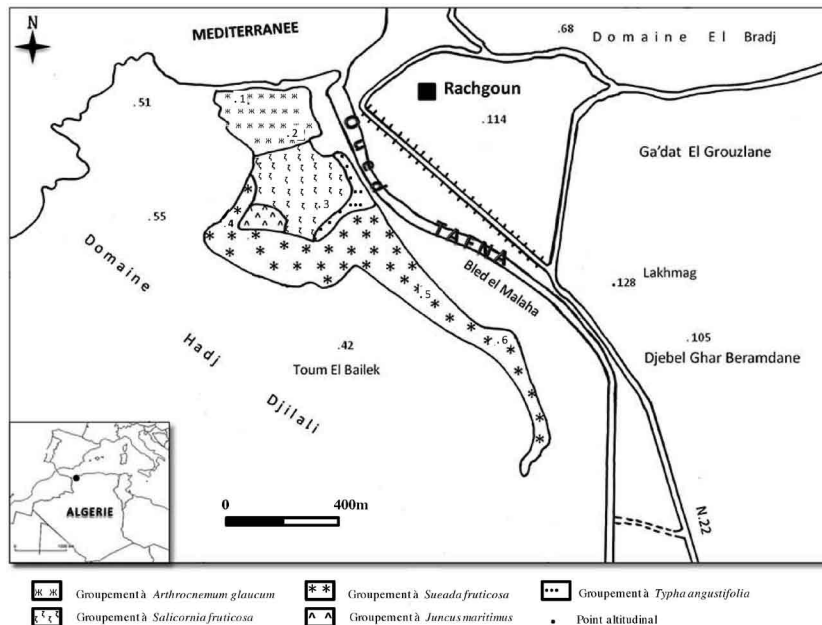 N
MEDITERRANEE
.68
Domaine El Bradj
.51
.1
.2
Rachgoun
.114
Oued
TAFNA
Ga'dat El Grouzlane
.55
.3
.4
Domaine
Hadj
Djilali
Bled el Malaha
.5
.128
Lakhmag
.6
.105
Djebel Ghar Beramdane
.42
Toum El Bailek
N.22
ALGERIE
0 400m
Groupement à Arthrocnemum glaucum
Groupement à Sueada fruticosa
Groupement à Typha angustifolia
Groupement à Salicornia fruticosa
Groupement à Juncus maritimus
Point altitudinal